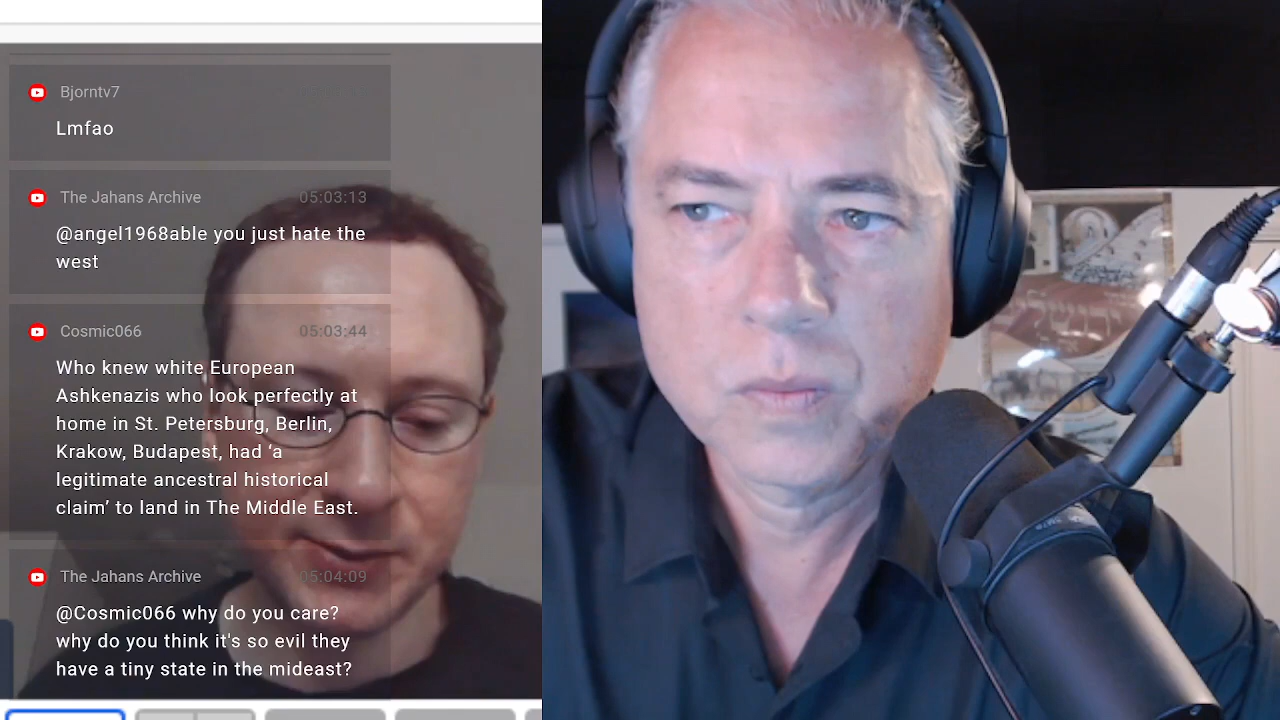 Bjorntv7
Lmfao
The Jahans Archive 05:03:13
@angel1968able you just hate the
west
Cosmic066 05:03:44
Who knew white European
Ashkenazis who look perfectly at
home in St. Petersburg, Berlin,
Krakow, Budapest, had ‘a
legitimate ancestral historical
claim’ to land in The Middle East.
The Jahans Archive 05:04:09
@Cosmic066 why do you care?
why do you think it's so evil they
have a tiny state in the mideast?